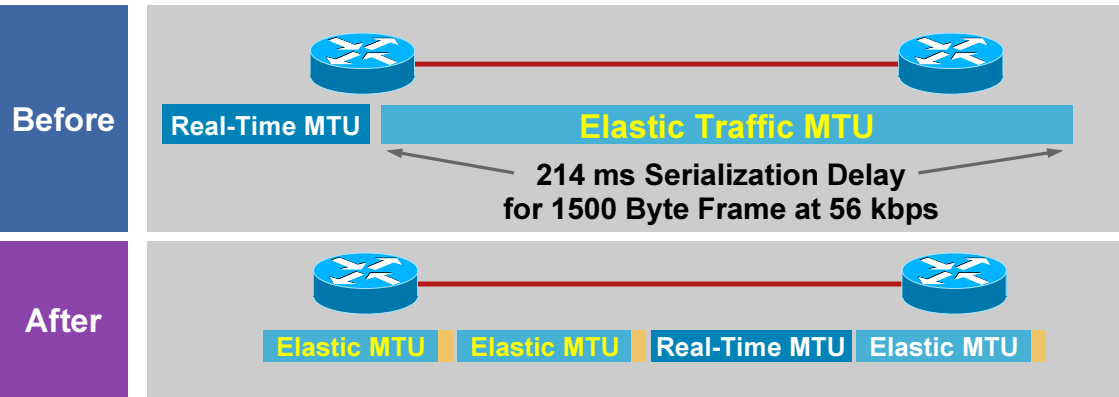 Before
Real-Time MTU
Elastic Traffic MTU
214 ms Serialization Delay
for 1500 Byte Frame at 56 kbps
After
Elastic MTU
Elastic MTU
Real-Time MTU
Elastic MTU